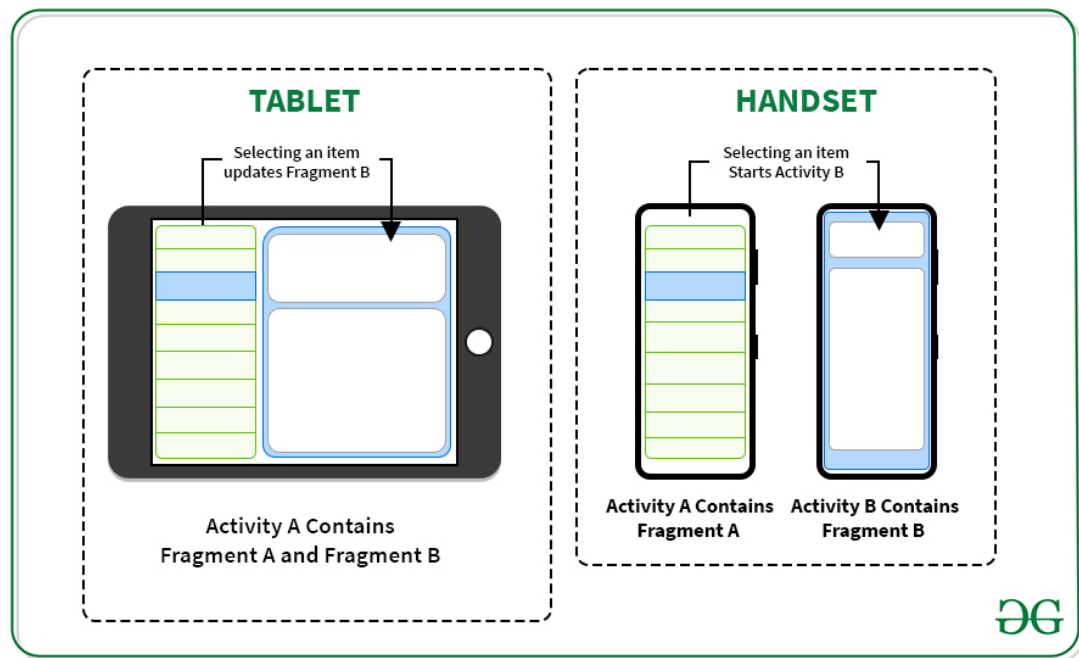 TABLET
Selecting an item
updates Fragment B
Activity A Contains
Fragment A and Fragment B
HANDSET
Selecting an item
Starts Activity B
Activity A Contains
Fragment A
Activity B Contains
Fragment B